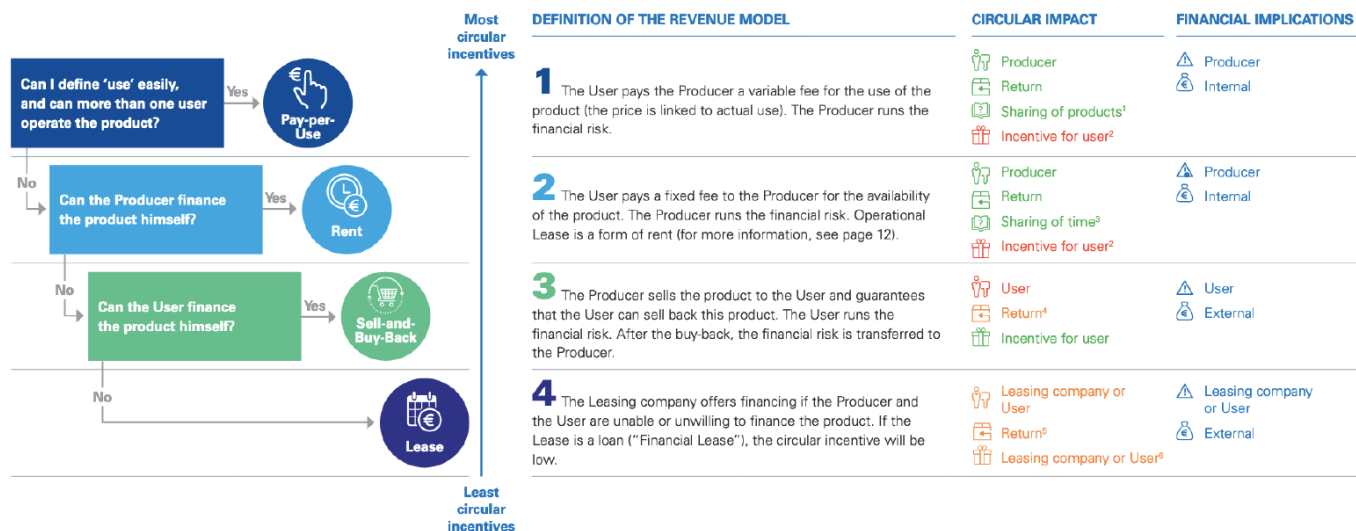 Most
circular
incentives
DEFINITION OF THE REVENUE MODEL
CIRCULAR IMPACT
FINANCIAL IMPLICATIONS
Can I define ‘use’ easily,
and can more than one user
operate the product?
Yes
€
Pay-per-
Use
1 The User pays the Producer a variable fee for the use of the
product (the price is linked to actual use). The Producer runs the
financial risk.
Producer
Return
Sharing of products¹
Incentive for user²
Producer
€ Internal
No
Can the Producer finance
the product himself?
Yes
€
Rent
2 The User pays a fixed fee to the Producer for the availability
of the product. The Producer runs the financial risk. Operational
Lease is a form of rent (for more information, see page 12).
Producer
Return
Sharing of time³
Incentive for user²
Producer
€ Internal
No
Can the User finance
the product himself?
Yes
Sell-and-
Buy-Back
3 The Producer sells the product to the User and guarantees
that the User can sell back this product. The User runs the
financial risk. After the buy-back, the financial risk is transferred to
the Producer.
User
Return⁴
Incentive for user
User
€ External
No
€
Lease
4 The Leasing company offers financing if the Producer and
the User are unable or unwilling to finance the product. If the
Lease is a loan (“Financial Lease”), the circular incentive will be
low.
Leasing company or
User
Return⁵
Leasing company or User⁶
Leasing company
or User
€ External
Least
circular
incentives